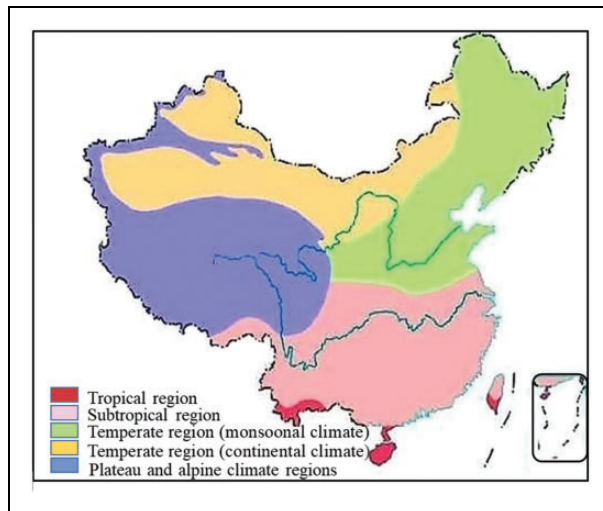 Tropical region
Subtropical region
Temperate region (monsoonal climate)
Temperate region (continental climate)
Plateau and alpine climate regions